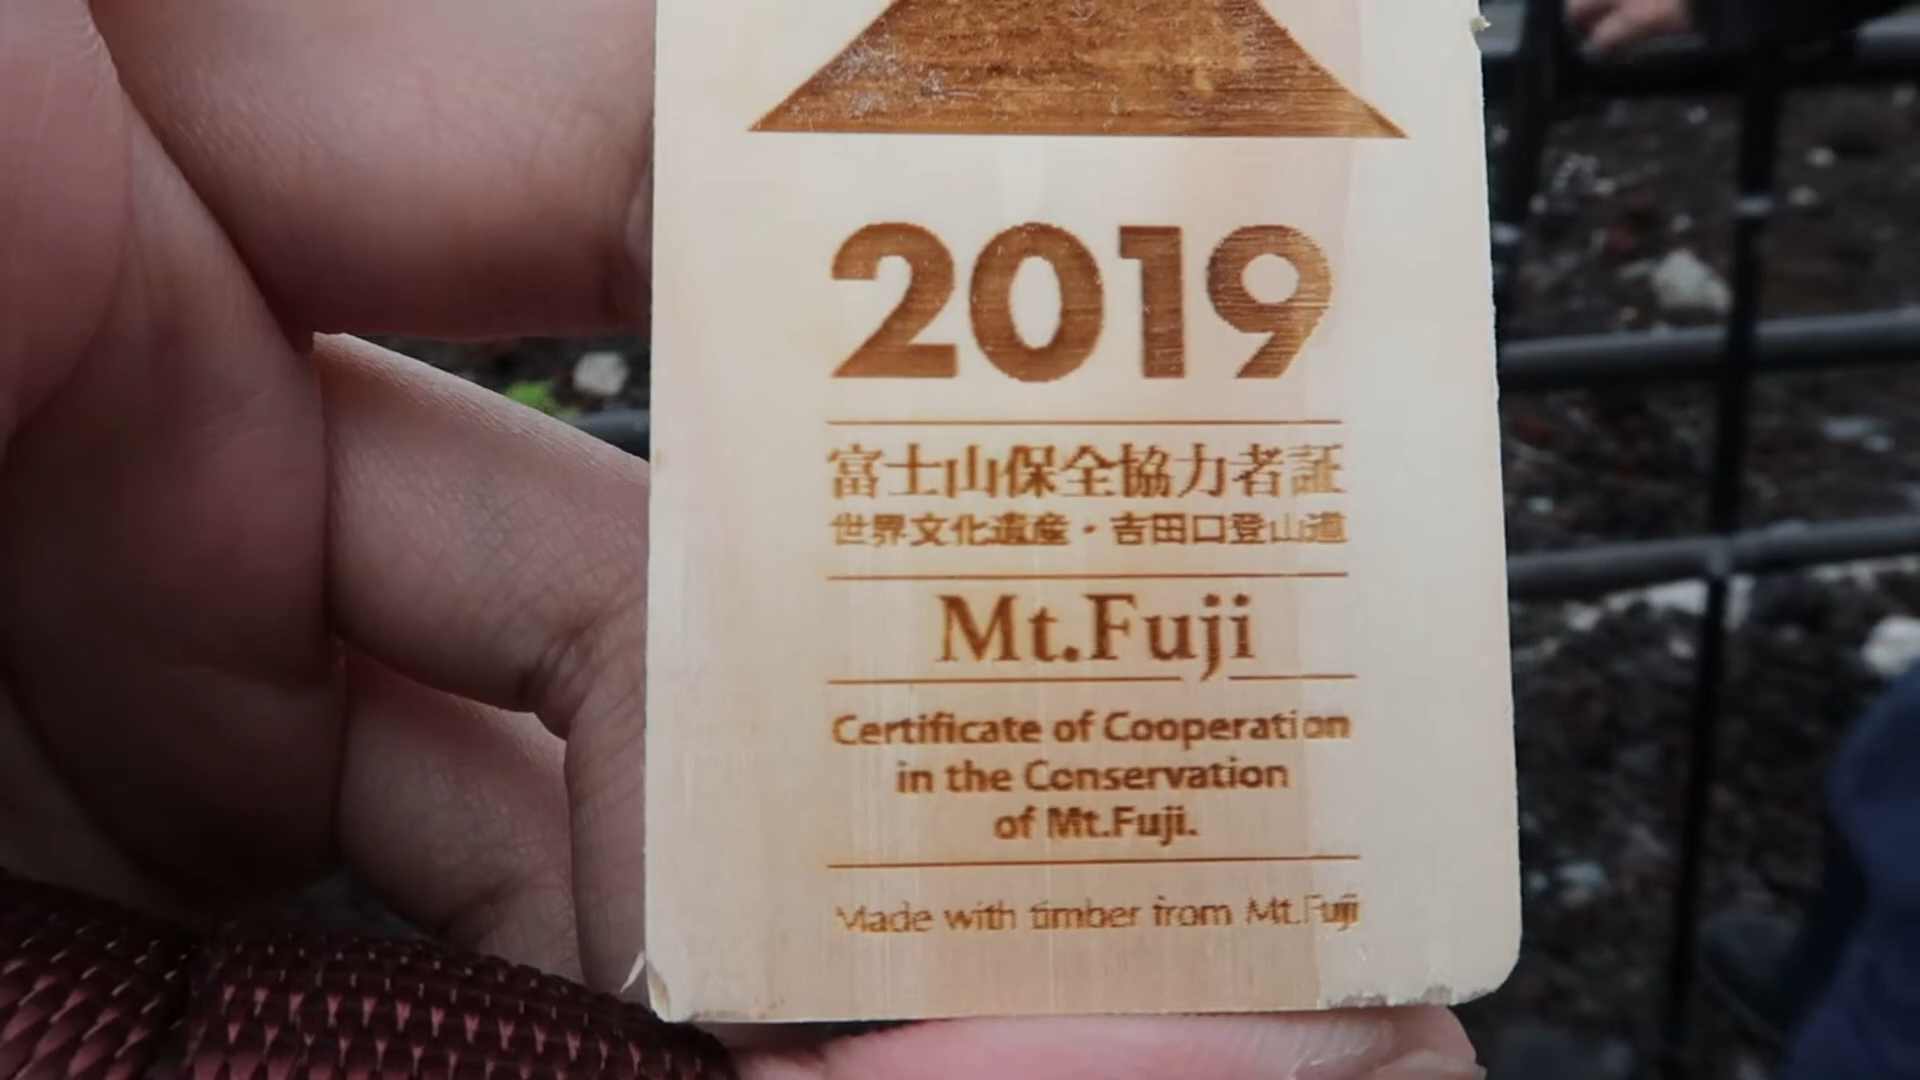 2019
富士山保全協力者証
世界文化遺産・吉田口登山道
Mt.Fuji
Certificate of Cooperation
in the Conservation
of Mt.Fuji.
Made with timber from Mt.Fuji